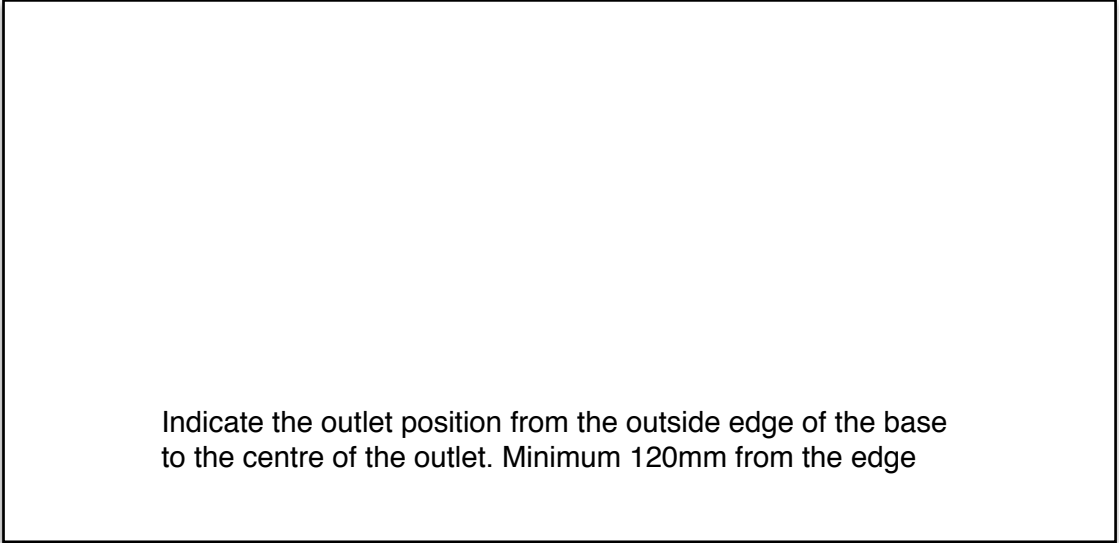 Indicate the outlet position from the outside edge of the base
to the centre of the outlet. Minimum 120mm from the edge